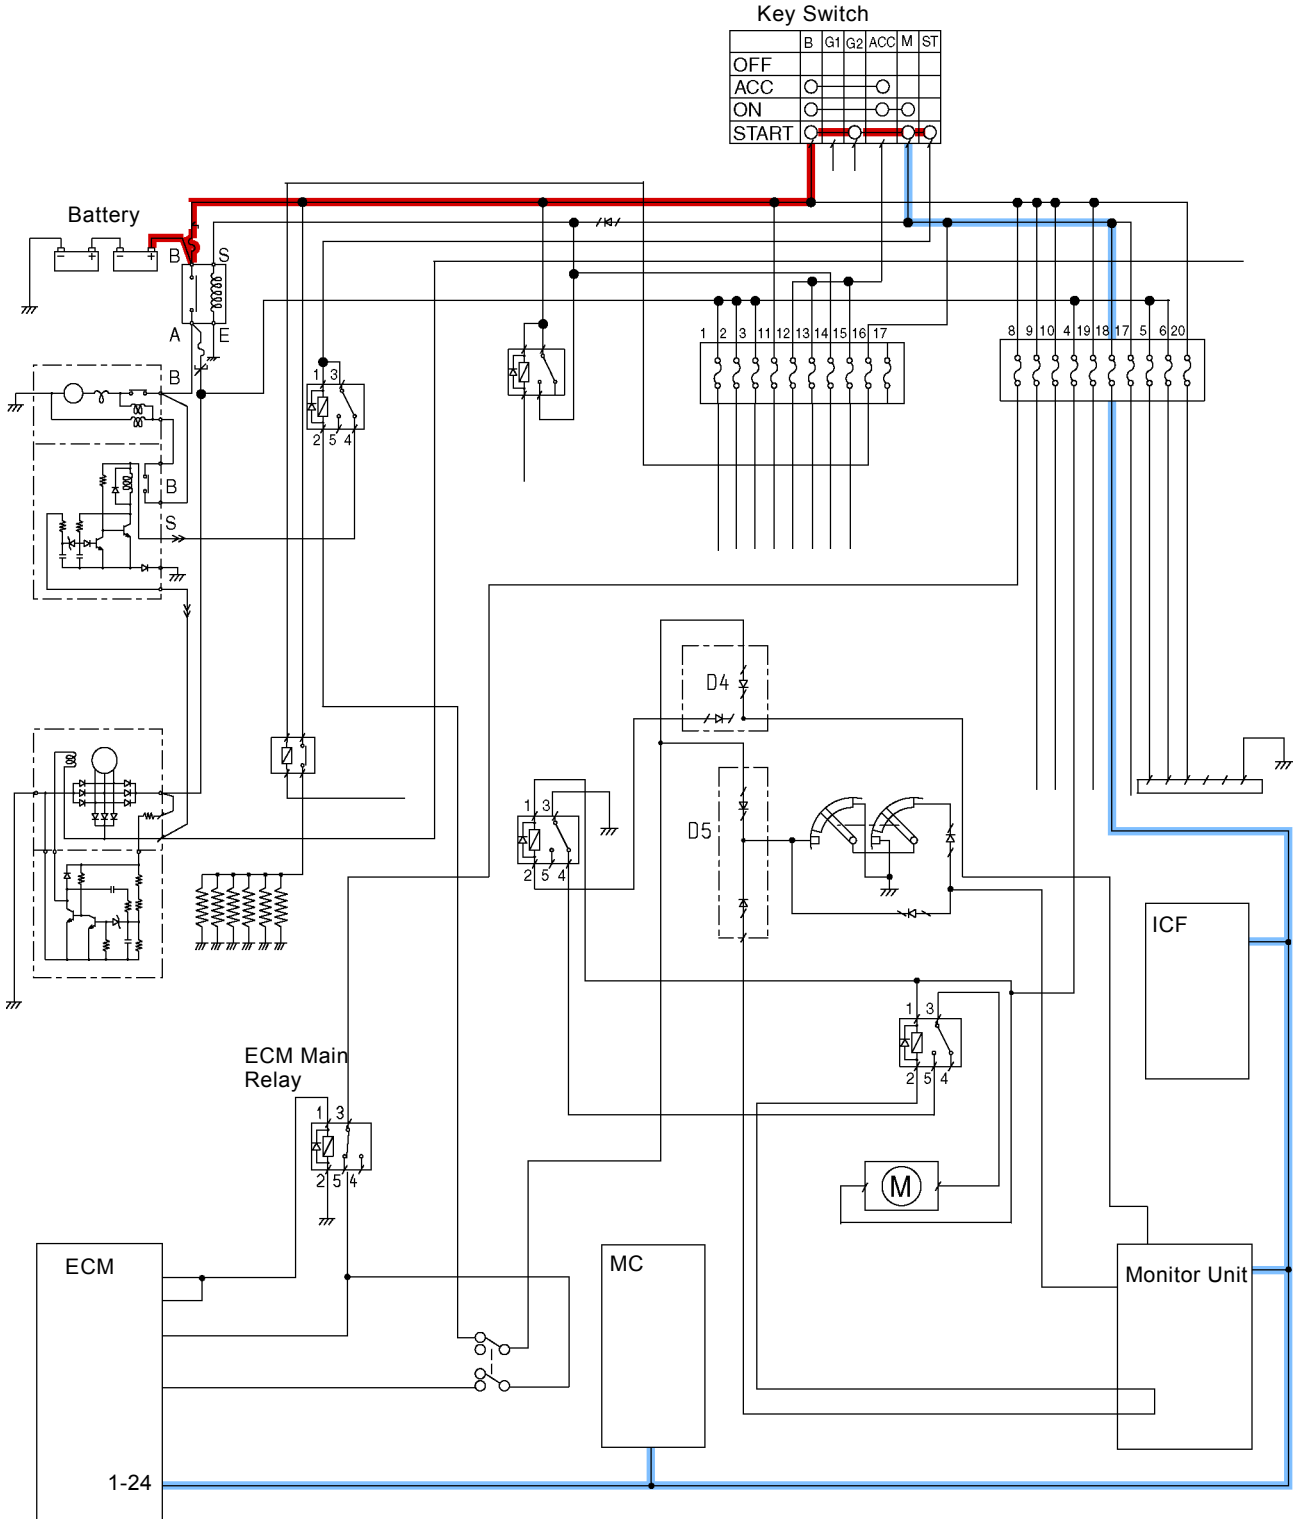 Key Switch
B G1 G2 ACC M ST
OFF
ACC
ON
START
Battery
B S
A E
B
1 3
2 5 4
B
S
1 2 3 11 12 13 14 15 16 17
8 9 10 4 19 18 17 5 6 20
D4
D5
1 3
2 5 4
ICF
1 3
2 5 4
ECM Main
Relay
1 3
2 5 4
M
ECM
MC
Monitor Unit
1-24